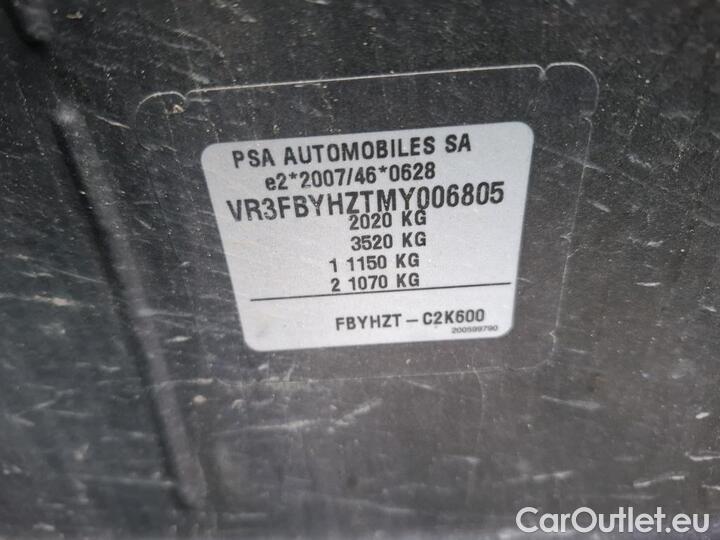 PSA AUTOMOBILES SA
e2*2007/46*0628
VR3FBYHZTMY006805
2020 KG
3520 KG
1 1150 KG
2 1070 KG
FBYHZT – C2K600
200599790
CarOutlet.eu